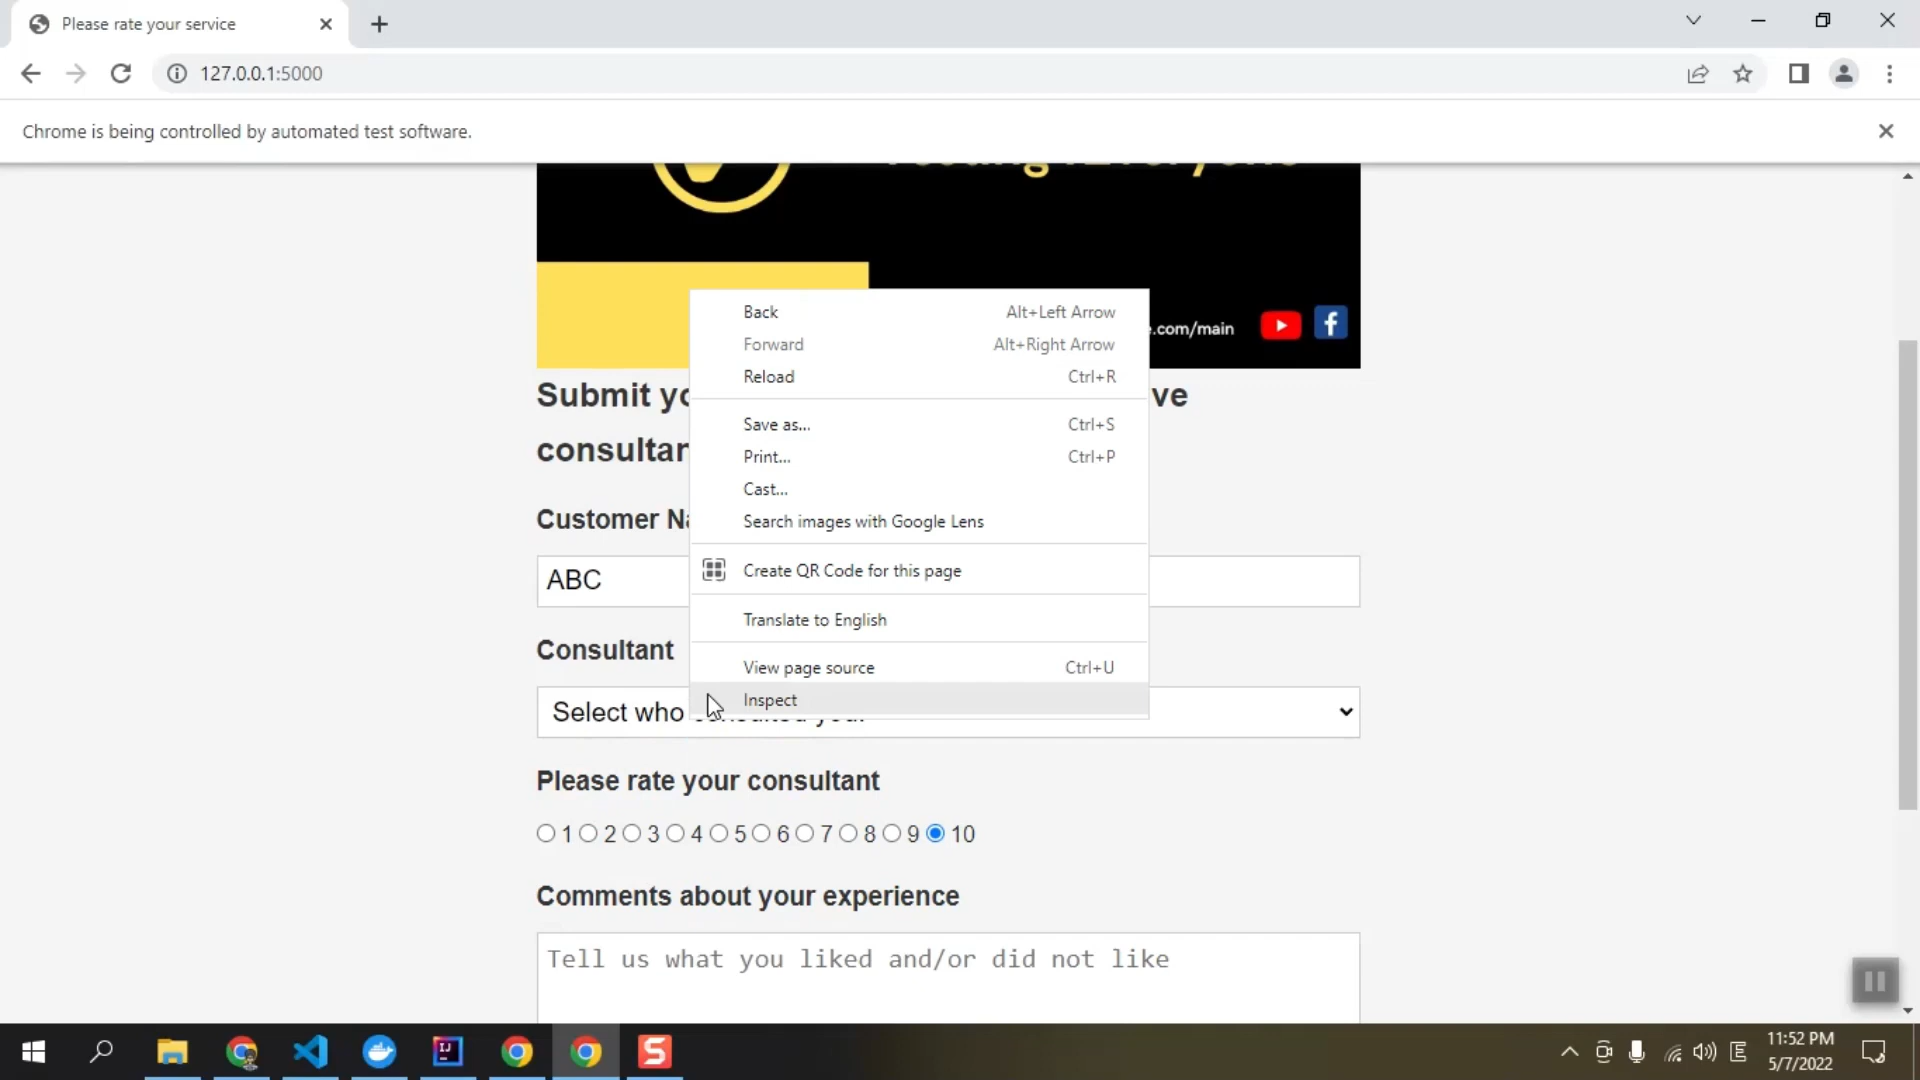 Please rate your service
127.0.0.1:5000
Chrome is being controlled by automated test software.
.com/main
Back Alt+Left Arrow
Forward Alt+Right Arrow
Reload Ctrl+R
Save as... Ctrl+S
Print... Ctrl+P
Cast...
Search images with Google Lens
Create QR Code for this page
Translate to English
View page source Ctrl+U
Inspect
Submit
consultan
Customer
ABC
Consultant
Select who
Please rate your consultant
1 2 3 4 5 6 7 8 9 10
Comments about your experience
Tell us what you liked and/or did not like
11:52 PM
5/7/2022